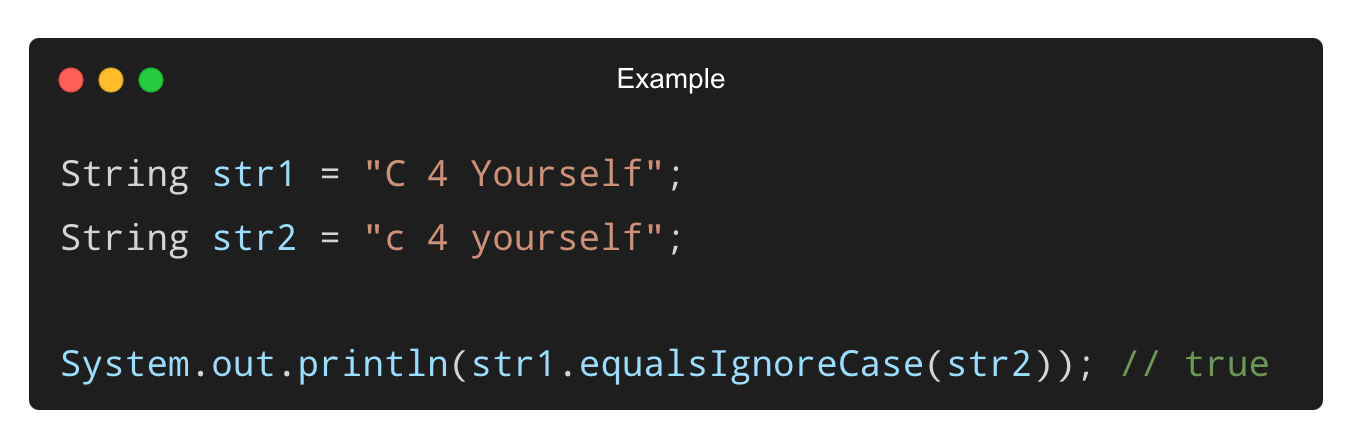 Example
String str1 = "C 4 Yourself";
String str2 = "c 4 yourself";
System.out.println(str1.equalsIgnoreCase(str2)); // true